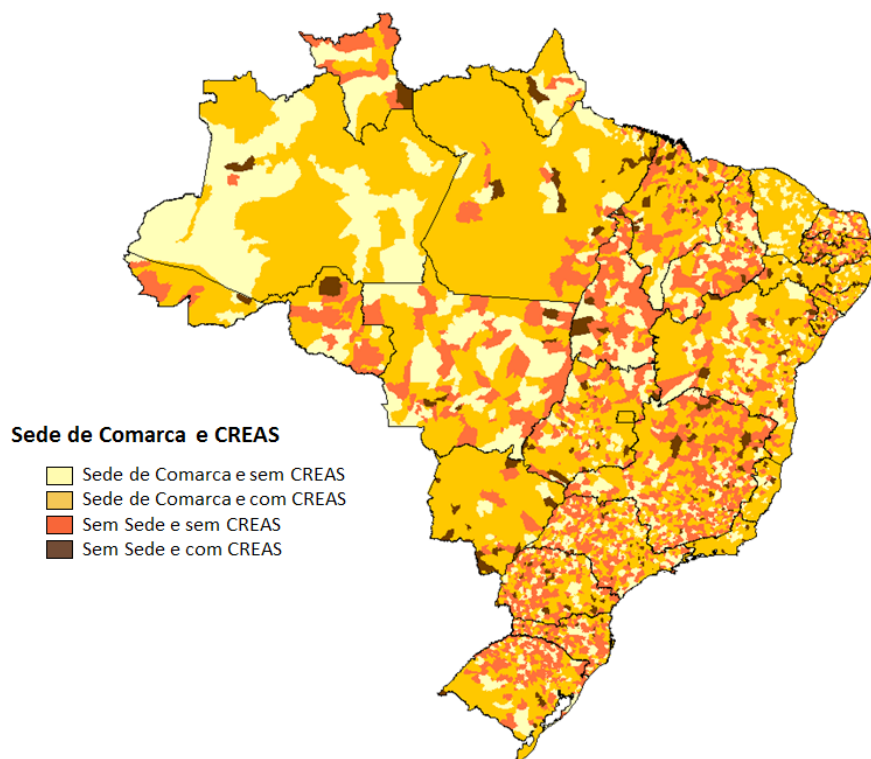 Sede de Comarca e CREAS
Sede de Comarca e sem CREAS
Sede de Comarca e com CREAS
Sem Sede e sem CREAS
Sem Sede e com CREAS